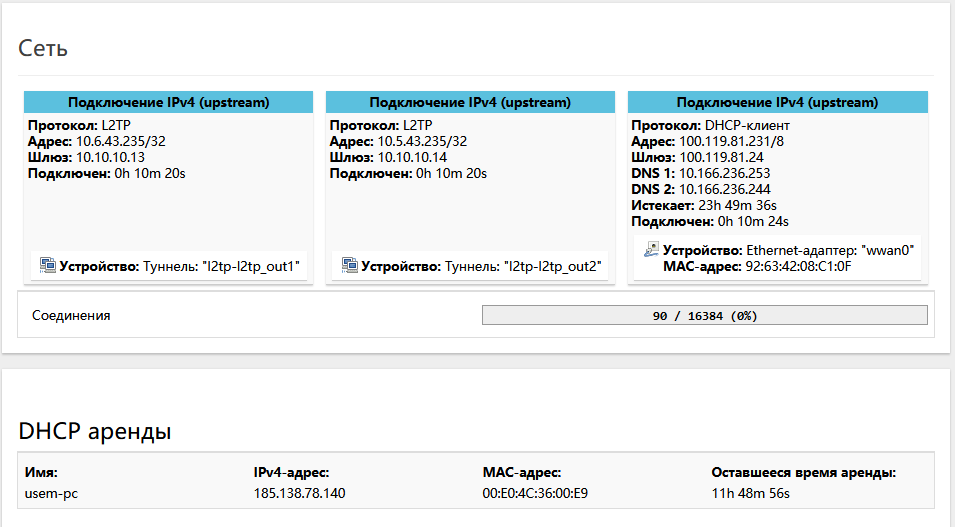 Сеть
Подключение IPv4 (upstream)
Протокол: L2TP
Адрес: 10.6.43.235/32
Шлюз: 10.10.10.13
Подключен: 0h 10m 20s
Устройство: Туннель: "l2tp-l2tp_out1"
Подключение IPv4 (upstream)
Протокол: L2TP
Адрес: 10.5.43.235/32
Шлюз: 10.10.10.14
Подключен: 0h 10m 20s
Устройство: Туннель: "l2tp-l2tp_out2"
Подключение IPv4 (upstream)
Протокол: DHCP-клиент
Адрес: 100.119.81.231/8
Шлюз: 100.119.81.24
DNS 1: 10.166.236.253
DNS 2: 10.166.236.244
Истекает: 23h 49m 36s
Подключен: 0h 10m 24s
Устройство: Ethernet-адаптер: "wwan0"
MAC-адрес: 92:63:42:08:C1:0F
Соединения 90 / 16384 (0%)
DHCP аренды
Имя: IPv4-адрес: MAC-адрес: Оставшееся время аренды:
usem-pc 185.138.78.140 00:E0:4C:36:00:E9 11h 48m 56s